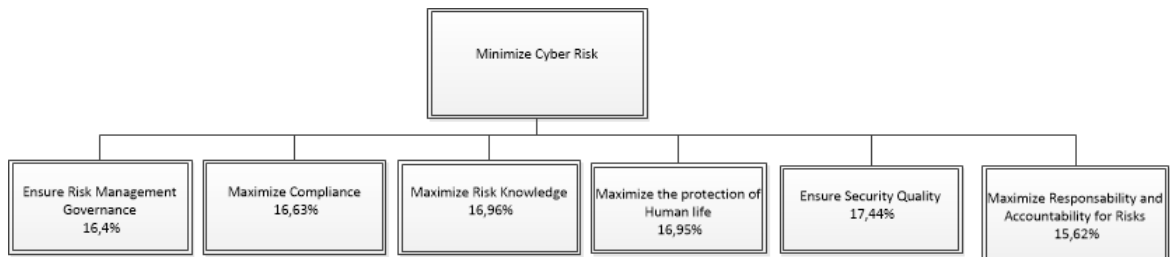 Minimize Cyber Risk
Ensure Risk Management
Governance
16,4%
Maximize Compliance
16,63%
Maximize Risk Knowledge
16,96%
Maximize the protection of
Human life
16,95%
Ensure Security Quality
17,44%
Maximize Responsability and
Accountability for Risks
15,62%